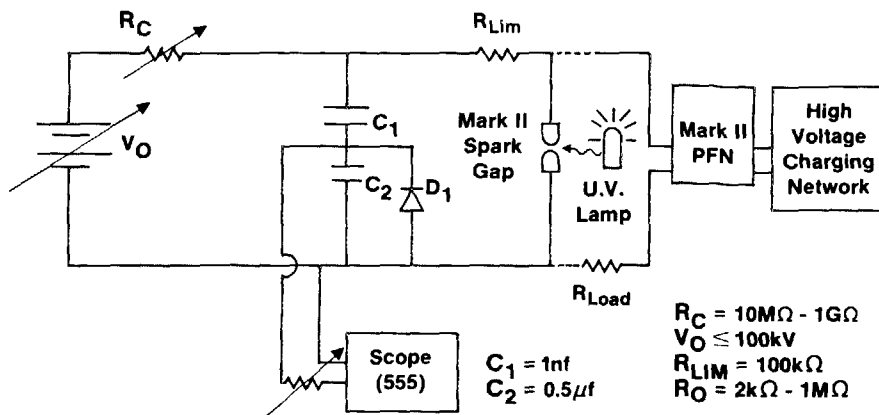 R_C
R_Lim
V_O
C_1
C_2
D_1
Mark II
Spark
Gap
U.V.
Lamp
Mark II
PFN
High
Voltage
Charging
Network
R_Load
Scope
(555)
C_1 = 1nf
C_2 = 0.5μf
R_C = 10MΩ - 1GΩ
V_O ≤ 100kV
R_LIM = 100kΩ
R_O = 2kΩ - 1MΩ